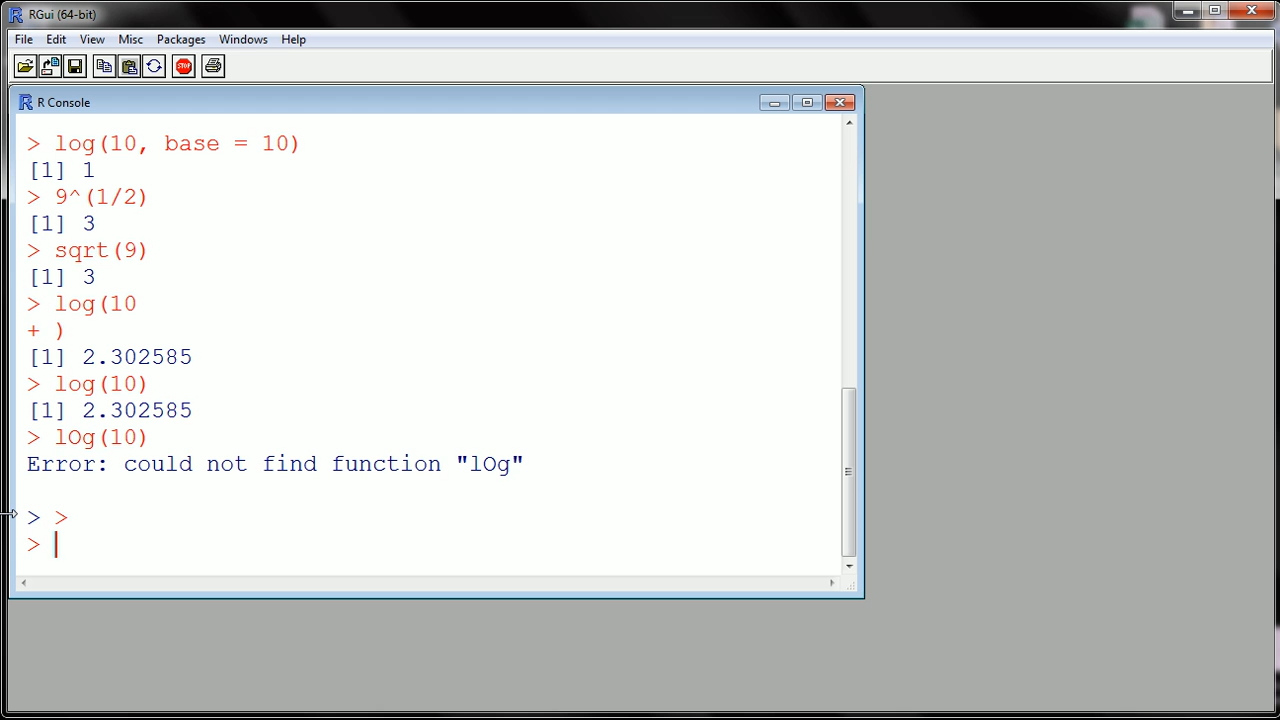 RGui (64-bit)
File Edit View Misc Packages Windows Help
STOP
R Console
> log(10, base = 10)
[1] 1
> 9^(1/2)
[1] 3
> sqrt(9)
[1] 3
> log(10
+ )
[1] 2.302585
> log(10)
[1] 2.302585
> lOg(10)
Error: could not find function "lOg"
> >
>